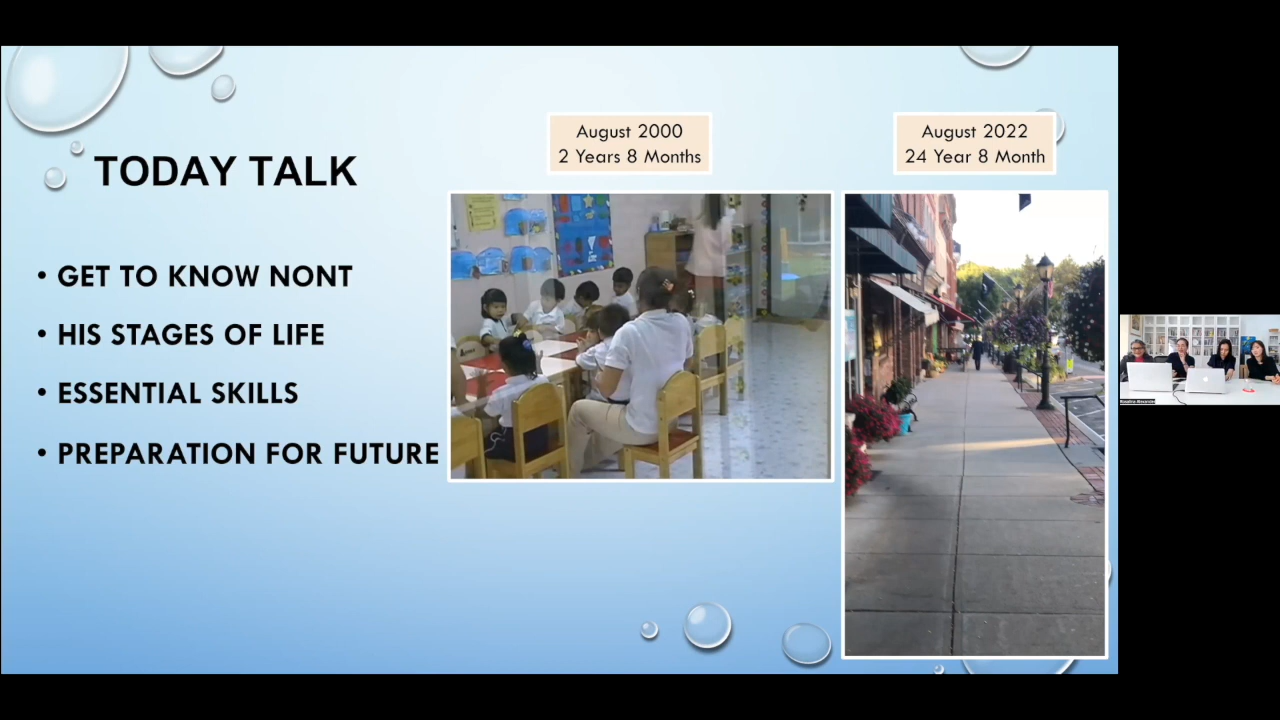 TODAY TALK
• GET TO KNOW NONT
• HIS STAGES OF LIFE
• ESSENTIAL SKILLS
• PREPARATION FOR FUTURE
August 2000
2 Years 8 Months
August 2022
24 Year 8 Month